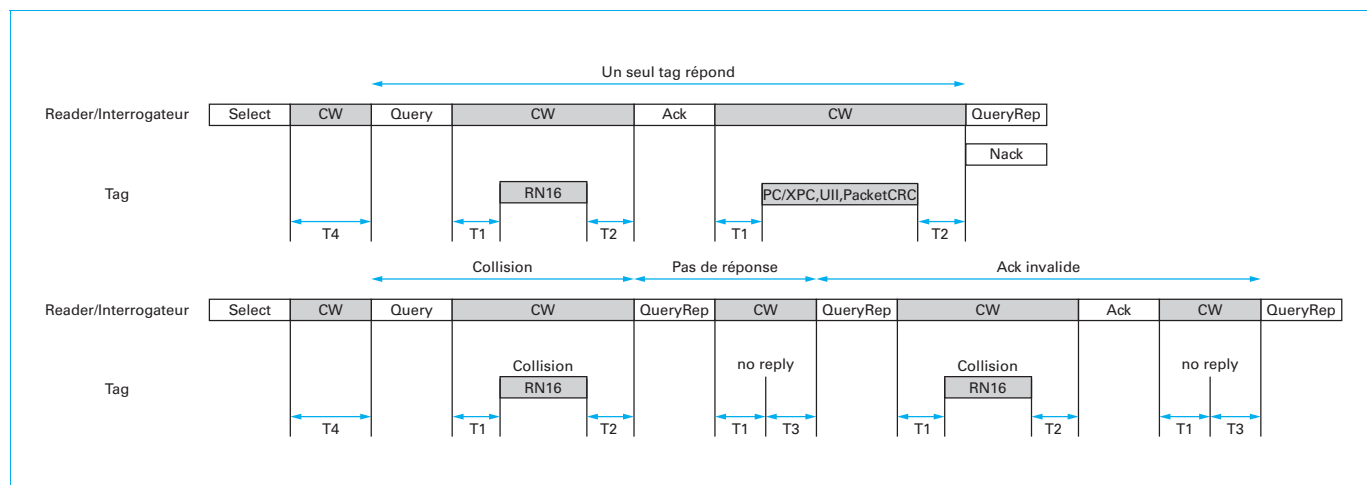 Un seul tag répond
Reader/Interrogateur Select CW Query CW Ack CW QueryRep
Nack
Tag RN16 PC/XPC,UII,PacketCRC
T4 T1 T2 T1 T2
Collision Pas de réponse Ack invalide
Reader/Interrogateur Select CW Query CW QueryRep CW QueryRep CW Ack CW QueryRep
Collision no reply Collision no reply
Tag RN16 RN16
T4 T1 T2 T1 T3 T1 T2 T1 T3